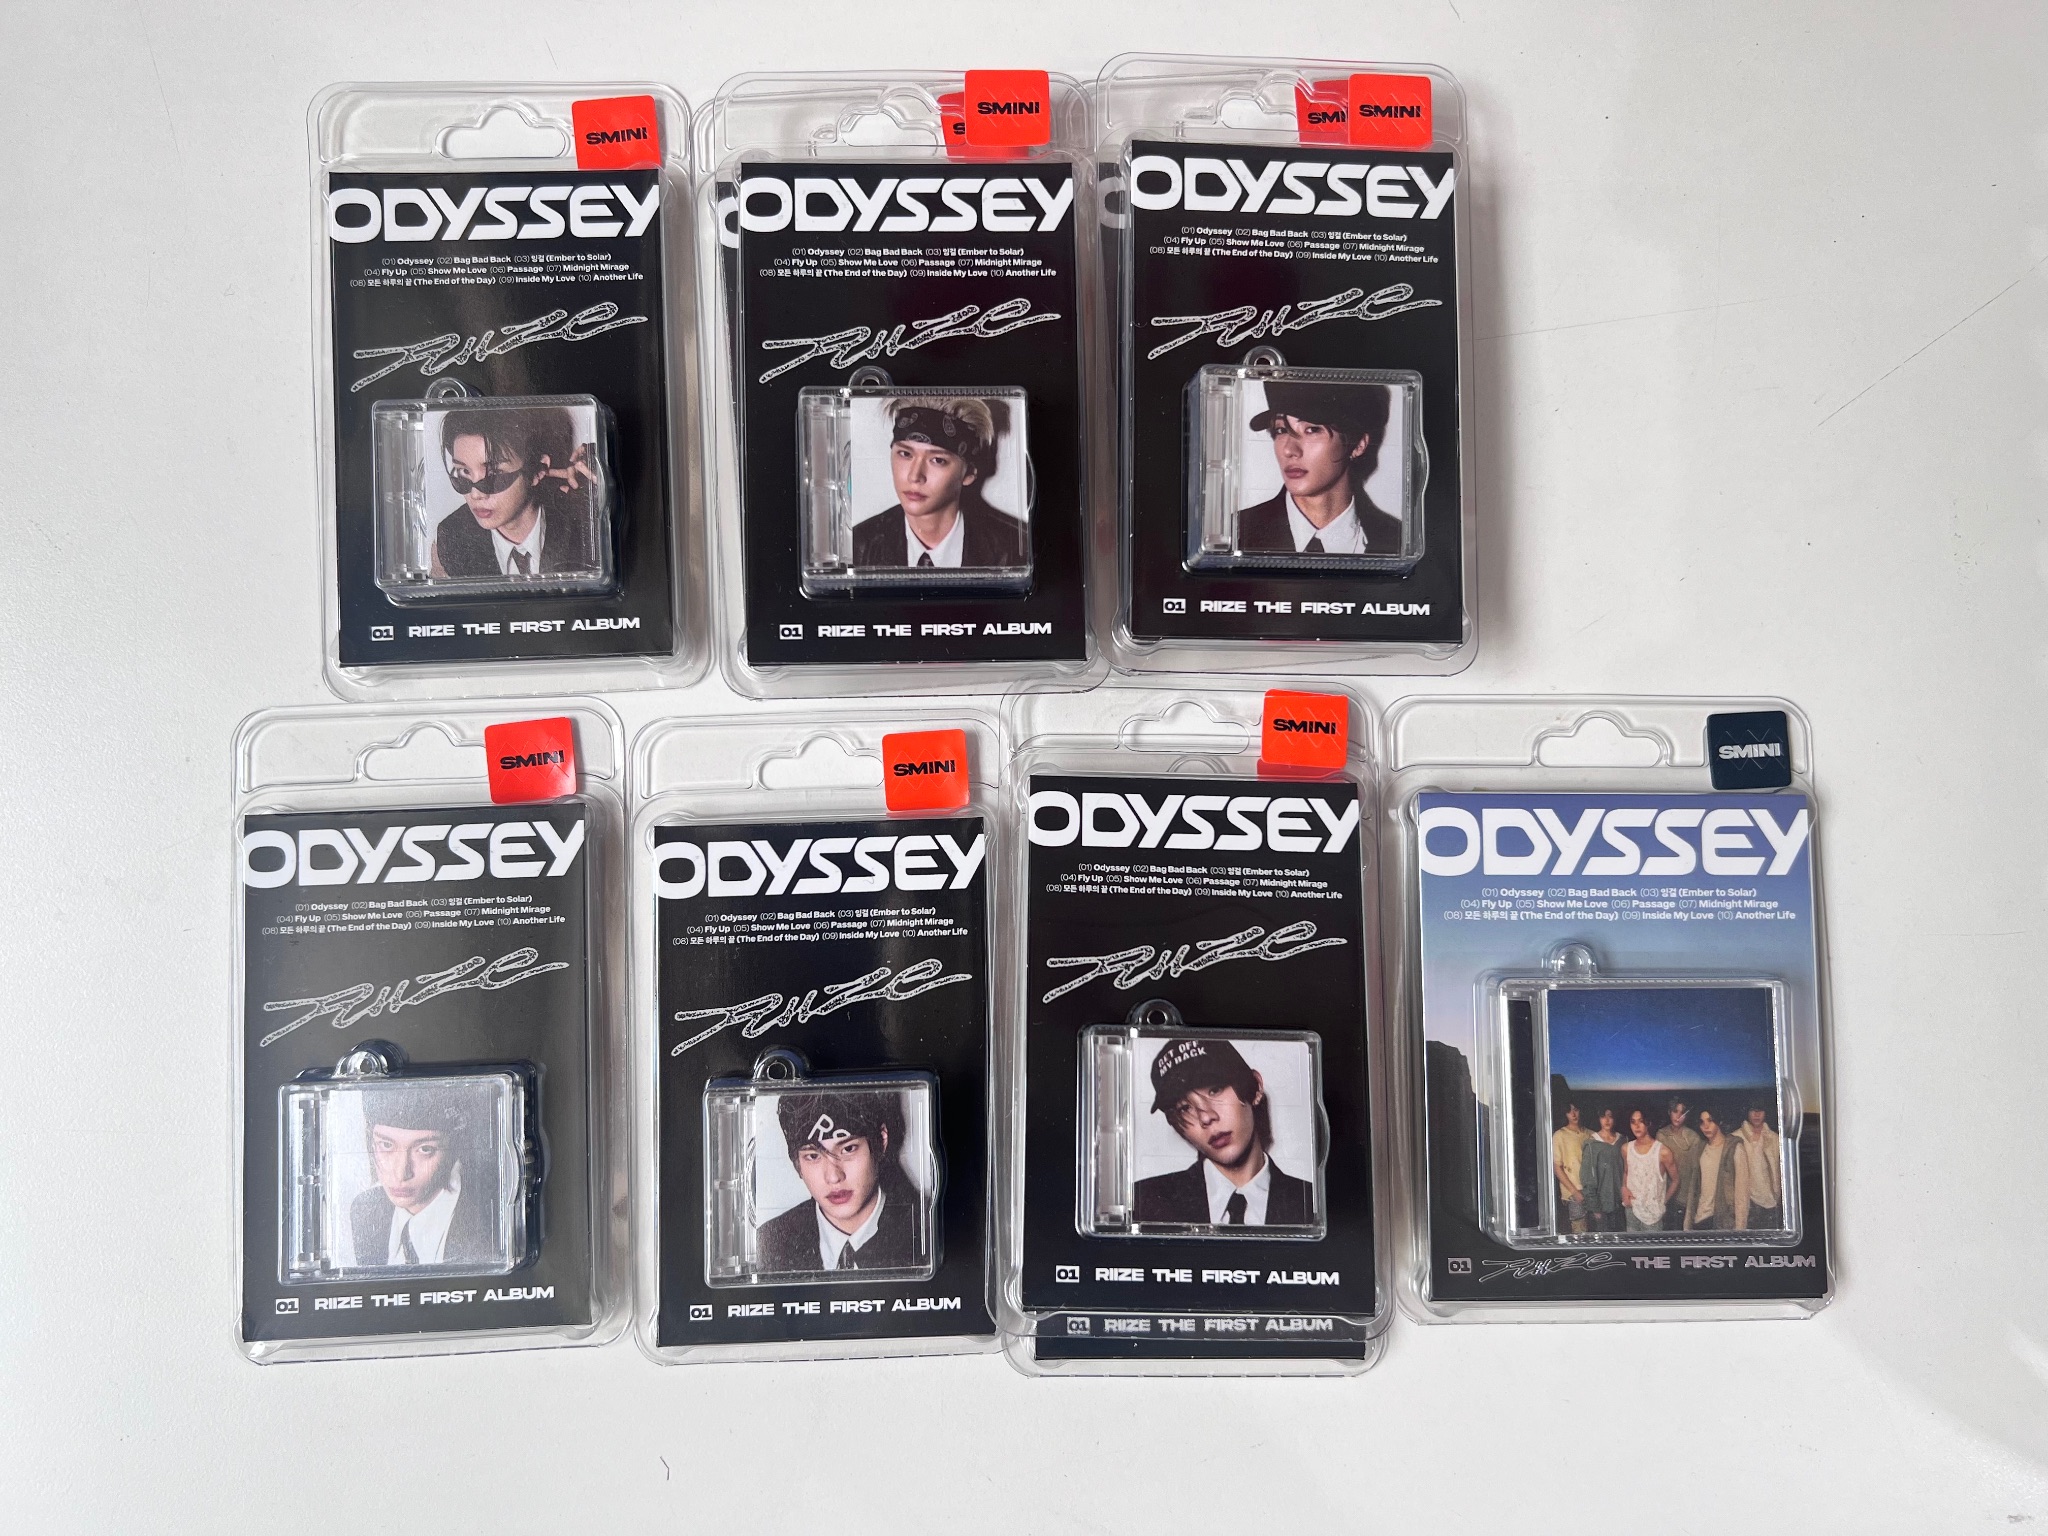 SMINI
ODYSSEY
(01) Odyssey (02) Bag Bad Back (03) 잉걸 (Ember to Solar)
(04) Fly Up (05) Show Me Love (06) Passage (07) Midnight Mirage
(08) 모든 하루의 끝 (The End of the Day) (09) Inside My Love (10) Another Life
RIIZE
01 RIIZE THE FIRST ALBUM
S
SMINI
ODYSSEY
(01) Odyssey (02) Bag Bad Back (03) 잉걸 (Ember to Solar)
(04) Fly Up (05) Show Me Love (06) Passage (07) Midnight Mirage
(08) 모든 하루의 끝 (The End of the Day) (09) Inside My Love (10) Another Life
RIIZE
01 RIIZE THE FIRST ALBUM
SMINI
SMINI
ODYSSEY
(01) Odyssey (02) Bag Bad Back (03) 잉걸 (Ember to Solar)
(04) Fly Up (05) Show Me Love (06) Passage (07) Midnight Mirage
(08) 모든 하루의 끝 (The End of the Day) (09) Inside My Love (10) Another Life
RIIZE
01 RIIZE THE FIRST ALBUM
SMINI
ODYSSEY
(01) Odyssey (02) Bag Bad Back (03) 잉걸 (Ember to Solar)
(04) Fly Up (05) Show Me Love (06) Passage (07) Midnight Mirage
(08) 모든 하루의 끝 (The End of the Day) (09) Inside My Love (10) Another Life
RIIZE
01 RIIZE THE FIRST ALBUM
SMINI
ODYSSEY
(01) Odyssey (02) Bag Bad Back (03) 잉걸 (Ember to Solar)
(04) Fly Up (05) Show Me Love (06) Passage (07) Midnight Mirage
(08) 모든 하루의 끝 (The End of the Day) (09) Inside My Love (10) Another Life
RIIZE
01 RIIZE THE FIRST ALBUM
SMINI
ODYSSEY
(01) Odyssey (02) Bag Bad Back (03) 잉걸 (Ember to Solar)
(04) Fly Up (05) Show Me Love (06) Passage (07) Midnight Mirage
(08) 모든 하루의 끝 (The End of the Day) (09) Inside My Love (10) Another Life
RIIZE
GET OFF
MY BACK
01 RIIZE THE FIRST ALBUM
01 RIIZE THE FIRST ALBUM
SMINI
ODYSSEY
(01) Odyssey (02) Bag Bad Back (03) 잉걸 (Ember to Solar)
(04) Fly Up (05) Show Me Love (06) Passage (07) Midnight Mirage
(08) 모든 하루의 끝 (The End of the Day) (09) Inside My Love (10) Another Life
01 RIIZE THE FIRST ALBUM